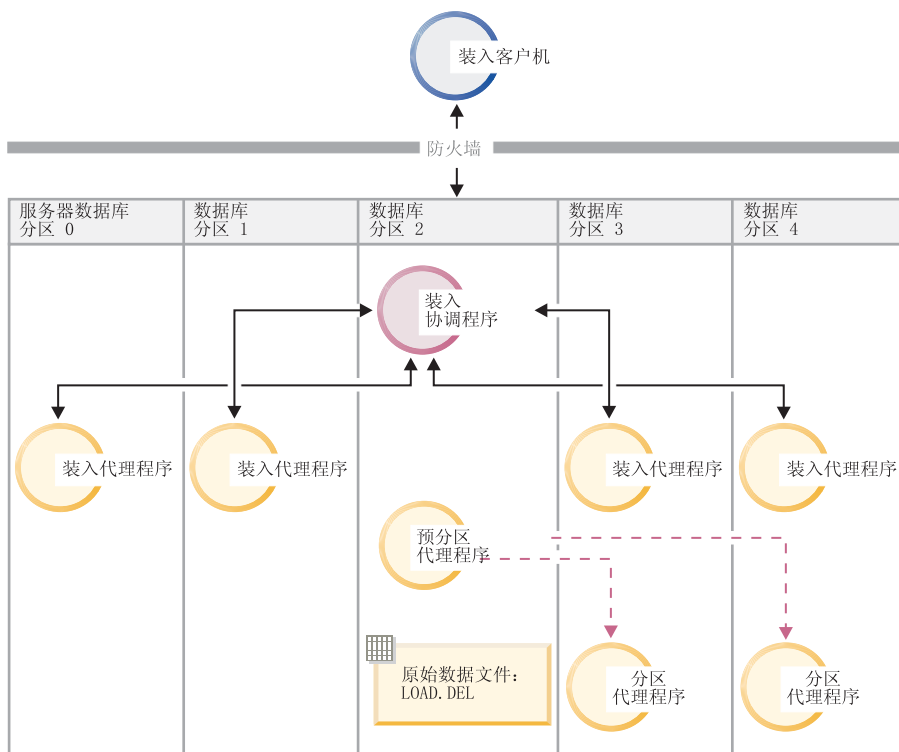 装入客户机
防火墙
服务器数据库
分区 0
数据库
分区 1
数据库
分区 2
数据库
分区 3
数据库
分区 4
装入
协调程序
装入代理程序
装入代理程序
装入代理程序
装入代理程序
预分区
代理程序
原始数据文件：
LOAD.DEL
分区
代理程序
分区
代理程序